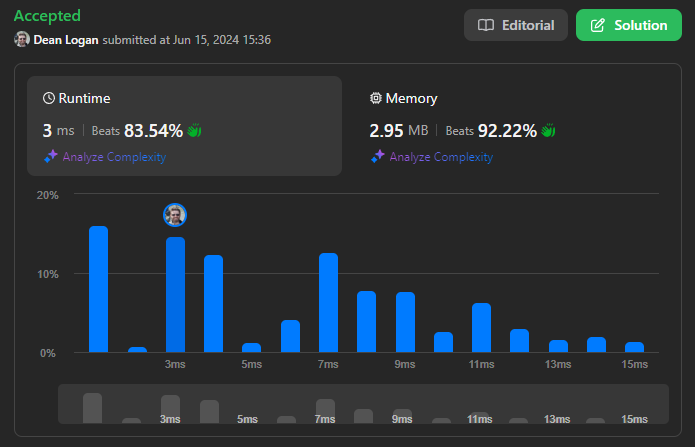 Accepted
Dean Logan submitted at Jun 15, 2024 15:36
Editorial
Solution
Runtime
3 ms | Beats 83.54%
Analyze Complexity
Memory
2.95 MB | Beats 92.22%
Analyze Complexity
20%
10%
0%
3ms 5ms 7ms 9ms 11ms 13ms 15ms
3ms 5ms 7ms 9ms 11ms 13ms 15ms